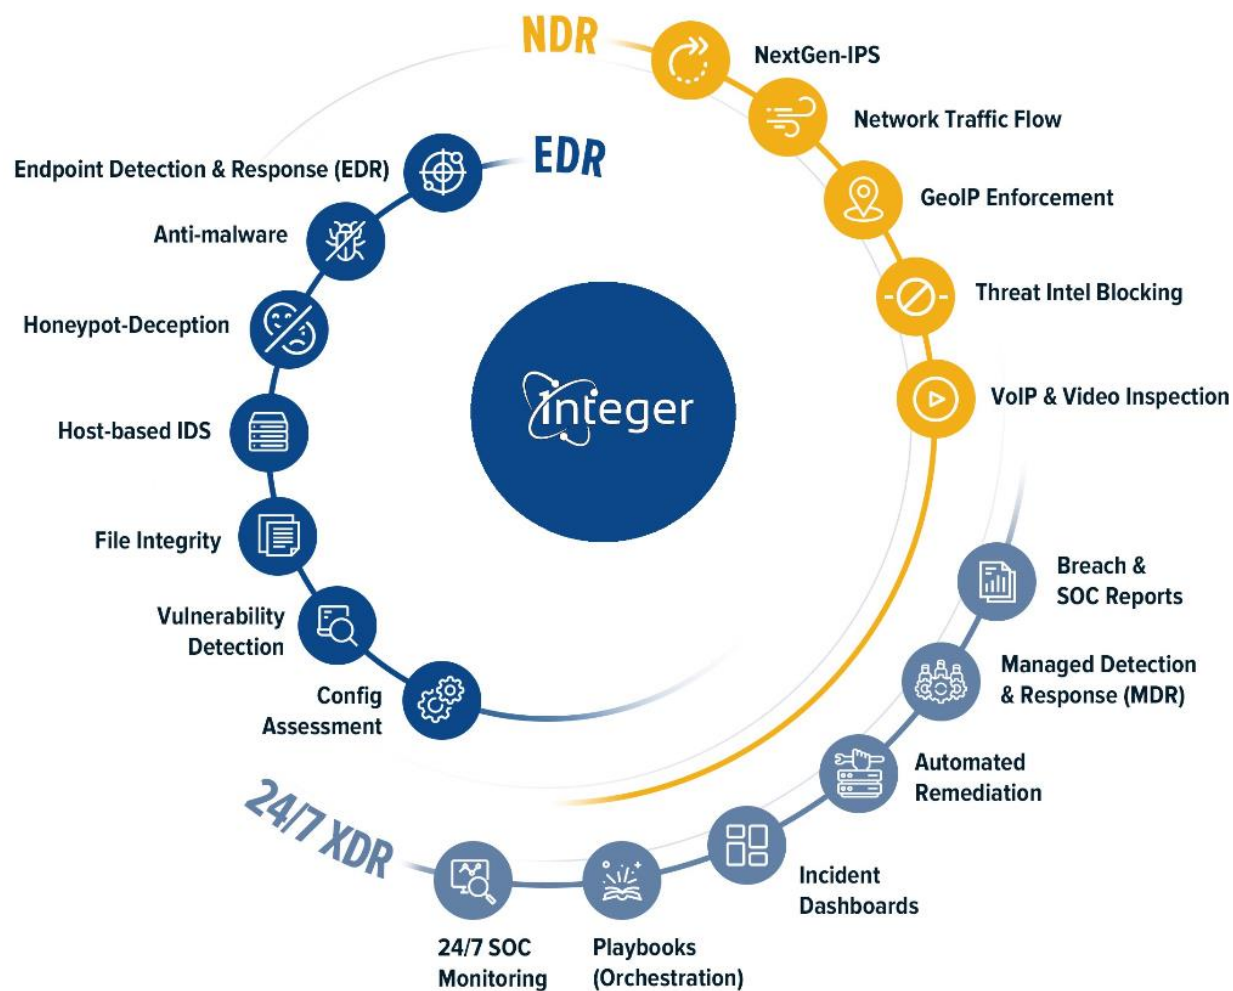 NDR
NextGen-IPS
Network Traffic Flow
GeoIP Enforcement
Threat Intel Blocking
VoIP & Video Inspection
EDR
Endpoint Detection & Response (EDR)
Anti-malware
Honeypot-Deception
Host-based IDS
File Integrity
Vulnerability
Detection
Config
Assessment
Integer
24/7 XDR
24/7 SOC
Monitoring
Playbooks
(Orchestration)
Incident
Dashboards
Automated
Remediation
Managed Detection
& Response (MDR)
Breach &
SOC Reports